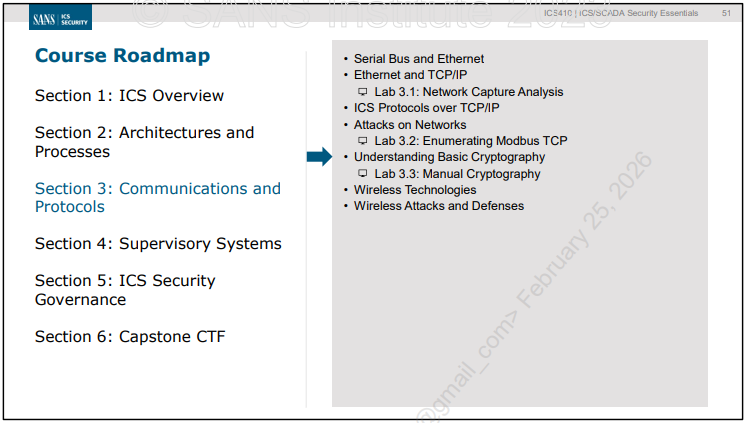 © SANS Institute 2026
SANS ICS SECURITY
ICS410 | ICS/SCADA Security Essentials 51
Course Roadmap
Section 1: ICS Overview
Section 2: Architectures and
Processes
Section 3: Communications and
Protocols
Section 4: Supervisory Systems
Section 5: ICS Security
Governance
Section 6: Capstone CTF
• Serial Bus and Ethernet
• Ethernet and TCP/IP
Lab 3.1: Network Capture Analysis
• ICS Protocols over TCP/IP
• Attacks on Networks
Lab 3.2: Enumerating Modbus TCP
• Understanding Basic Cryptography
Lab 3.3: Manual Cryptography
• Wireless Technologies
• Wireless Attacks and Defenses
@gmail_com> February 25, 2026